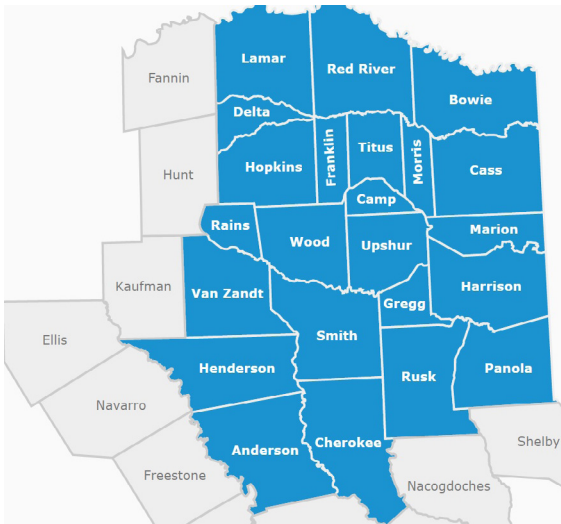 Lamar
Red River
Fannin
Bowie
Delta
Hopkins
Franklin
Titus
Morris
Cass
Hunt
Camp
Rains
Wood
Upshur
Marion
Kaufman
Van Zandt
Gregg
Harrison
Ellis
Smith
Henderson
Rusk
Panola
Navarro
Anderson
Cherokee
Shelby
Freestone
Nacogdoches